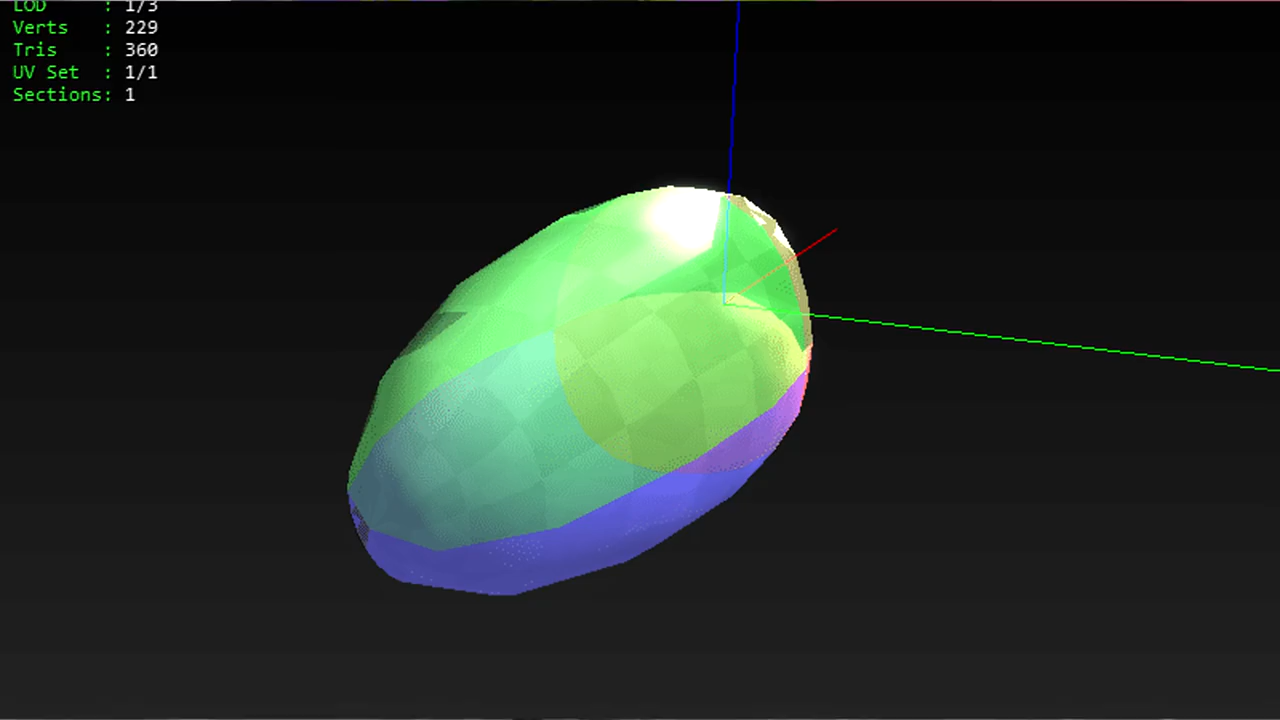 LOD : 1/3
Verts : 229
Tris : 360
UV Set : 1/1
Sections: 1